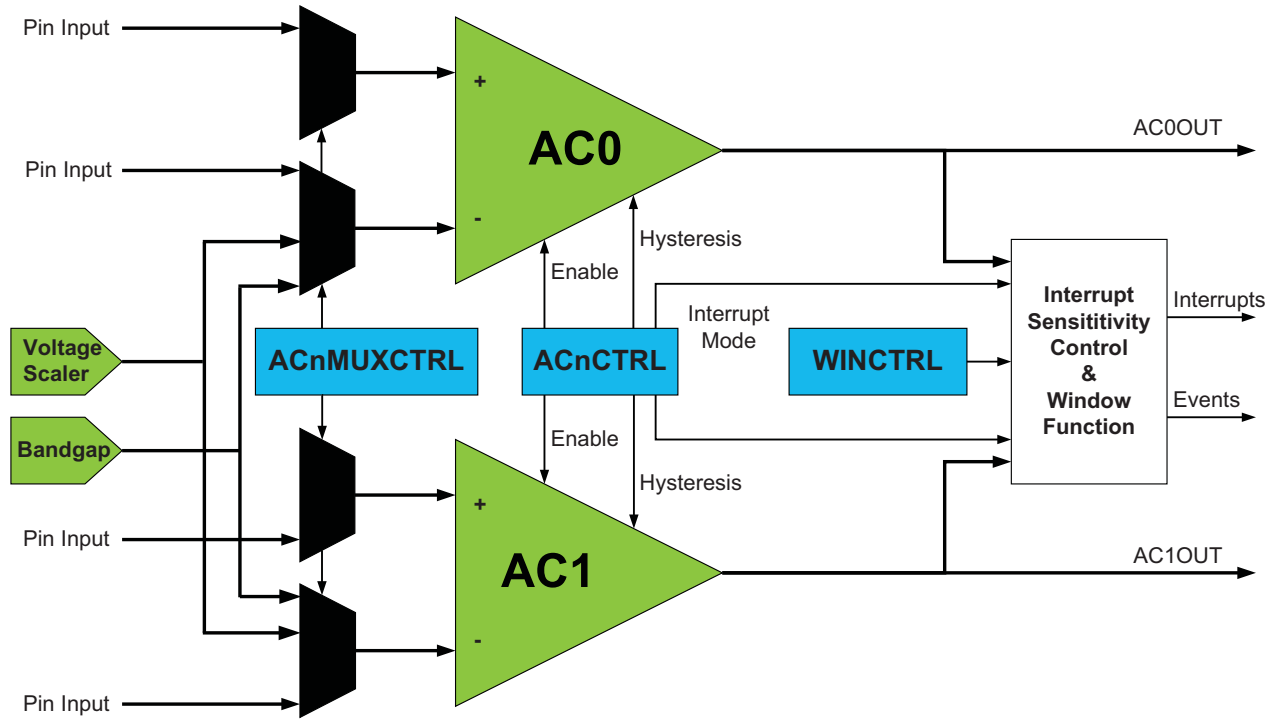 Pin Input
+
AC0
AC0OUT
Pin Input
-
Hysteresis
Enable
Interrupt
Mode
Interrupt
Sensititivity
Control
&
Window
Function
Interrupts
Voltage
Scaler
ACnMUXCTRL
ACnCTRL
WINCTRL
Events
Bandgap
Enable
Hysteresis
+
Pin Input
AC1
AC1OUT
-
Pin Input